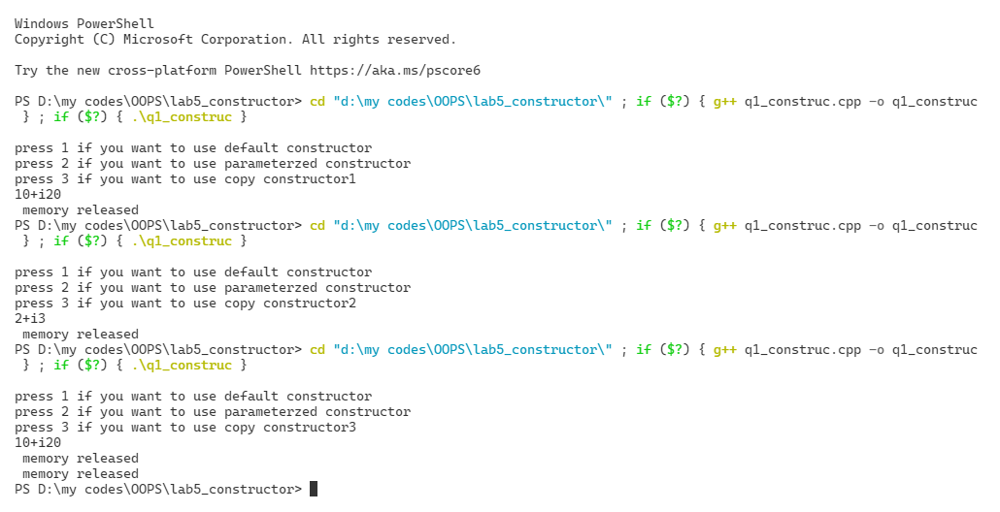 Windows PowerShell
Copyright (C) Microsoft Corporation. All rights reserved.
Try the new cross-platform PowerShell https://aka.ms/pscore6
PS D:\my codes\OOPS\lab5_constructor> cd "d:\my codes\OOPS\lab5_constructor\" ; if ($?) { g++ q1_construc.cpp -o q1_construc
 } ; if ($?) { .\q1_construc }
press 1 if you want to use default constructor
press 2 if you want to use parameterzed constructor
press 3 if you want to use copy constructor1
10+i20
 memory released
PS D:\my codes\OOPS\lab5_constructor> cd "d:\my codes\OOPS\lab5_constructor\" ; if ($?) { g++ q1_construc.cpp -o q1_construc
 } ; if ($?) { .\q1_construc }
press 1 if you want to use default constructor
press 2 if you want to use parameterzed constructor
press 3 if you want to use copy constructor2
2+i3
 memory released
PS D:\my codes\OOPS\lab5_constructor> cd "d:\my codes\OOPS\lab5_constructor\" ; if ($?) { g++ q1_construc.cpp -o q1_construc
 } ; if ($?) { .\q1_construc }
press 1 if you want to use default constructor
press 2 if you want to use parameterzed constructor
press 3 if you want to use copy constructor3
10+i20
 memory released
 memory released
PS D:\my codes\OOPS\lab5_constructor>